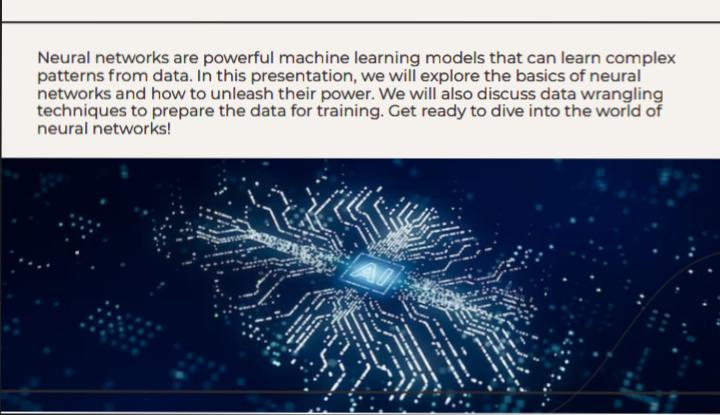 Neural networks are powerful machine learning models that can learn complex
patterns from data. In this presentation, we will explore the basics of neural
networks and how to unleash their power. We will also discuss data wrangling
techniques to prepare the data for training. Get ready to dive into the world of
neural networks!
AI